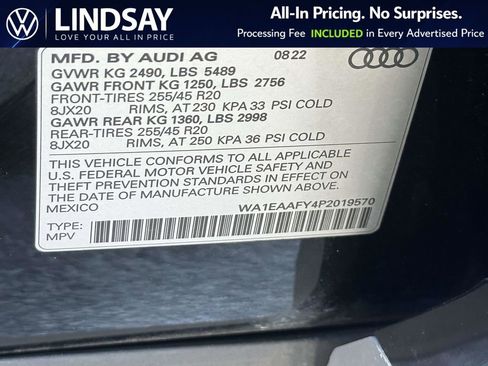 LINDSAY
LOVE YOUR ALL IN PRICE
All-In Pricing. No Surprises.
Processing Fee INCLUDED in Every Advertised Price
MFD. BY AUDI AG 08/22
GVWR KG 2490, LBS 5489
GAWR FRONT KG 1250, LBS 2756
FRONT-TIRES 255/45 R20
8JX20 RIMS, AT 230 KPA 33 PSI COLD
GAWR REAR KG 1360, LBS 2998
REAR-TIRES 255/45 R20
8JX20 RIMS, AT 250 KPA 36 PSI COLD
THIS VEHICLE CONFORMS TO ALL APPLICABLE
U.S. FEDERAL MOTOR VEHICLE SAFETY AND
THEFT PREVENTION STANDARDS IN EFFECT ON
THE DATE OF MANUFACTURE SHOWN ABOVE.
MEXICO WA1EAAFY4P2019570
TYPE:
MPV